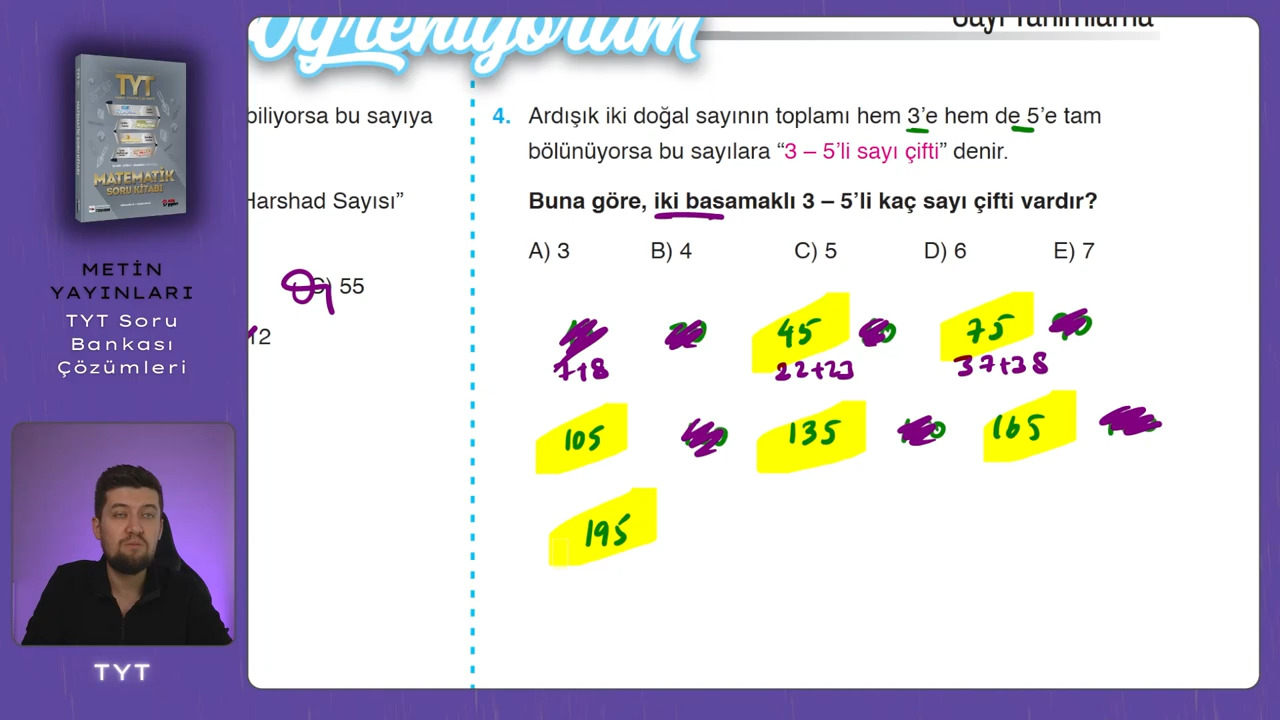 TYT
MATEMATİK
SORU KİTABI
METİN
YAYINLARI
TYT Soru
Bankası
Çözümleri
TYT
Öğreniyorum
Sayı Tanımlama
biliyorsa bu sayıya
Harshad Sayısı”
C) 55
12
4. Ardışık iki doğal sayının toplamı hem 3’e hem de 5’e tam
bölünüyorsa bu sayılara “3 – 5’li sayı çifti” denir.
Buna göre, iki basamaklı 3 – 5’li kaç sayı çifti vardır?
A) 3 B) 4 C) 5 D) 6 E) 7
45 75
7+8 22+23 37+38
105 135 165
195